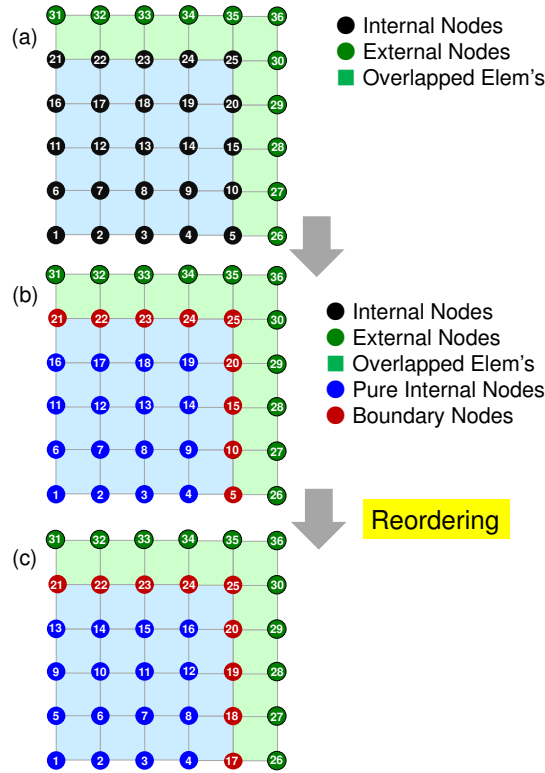 (a)
31 32 33 34 35 36
21 22 23 24 25 30
16 17 18 19 20 29
11 12 13 14 15 28
6 7 8 9 10 27
1 2 3 4 5 26
Internal Nodes
External Nodes
Overlapped Elem's
(b)
31 32 33 34 35 36
21 22 23 24 25 30
16 17 18 19 20 29
11 12 13 14 15 28
6 7 8 9 10 27
1 2 3 4 5 26
Internal Nodes
External Nodes
Overlapped Elem's
Pure Internal Nodes
Boundary Nodes
Reordering
(c)
31 32 33 34 35 36
21 22 23 24 25 30
13 14 15 16 20 29
9 10 11 12 19 28
5 6 7 8 18 27
1 2 3 4 17 26